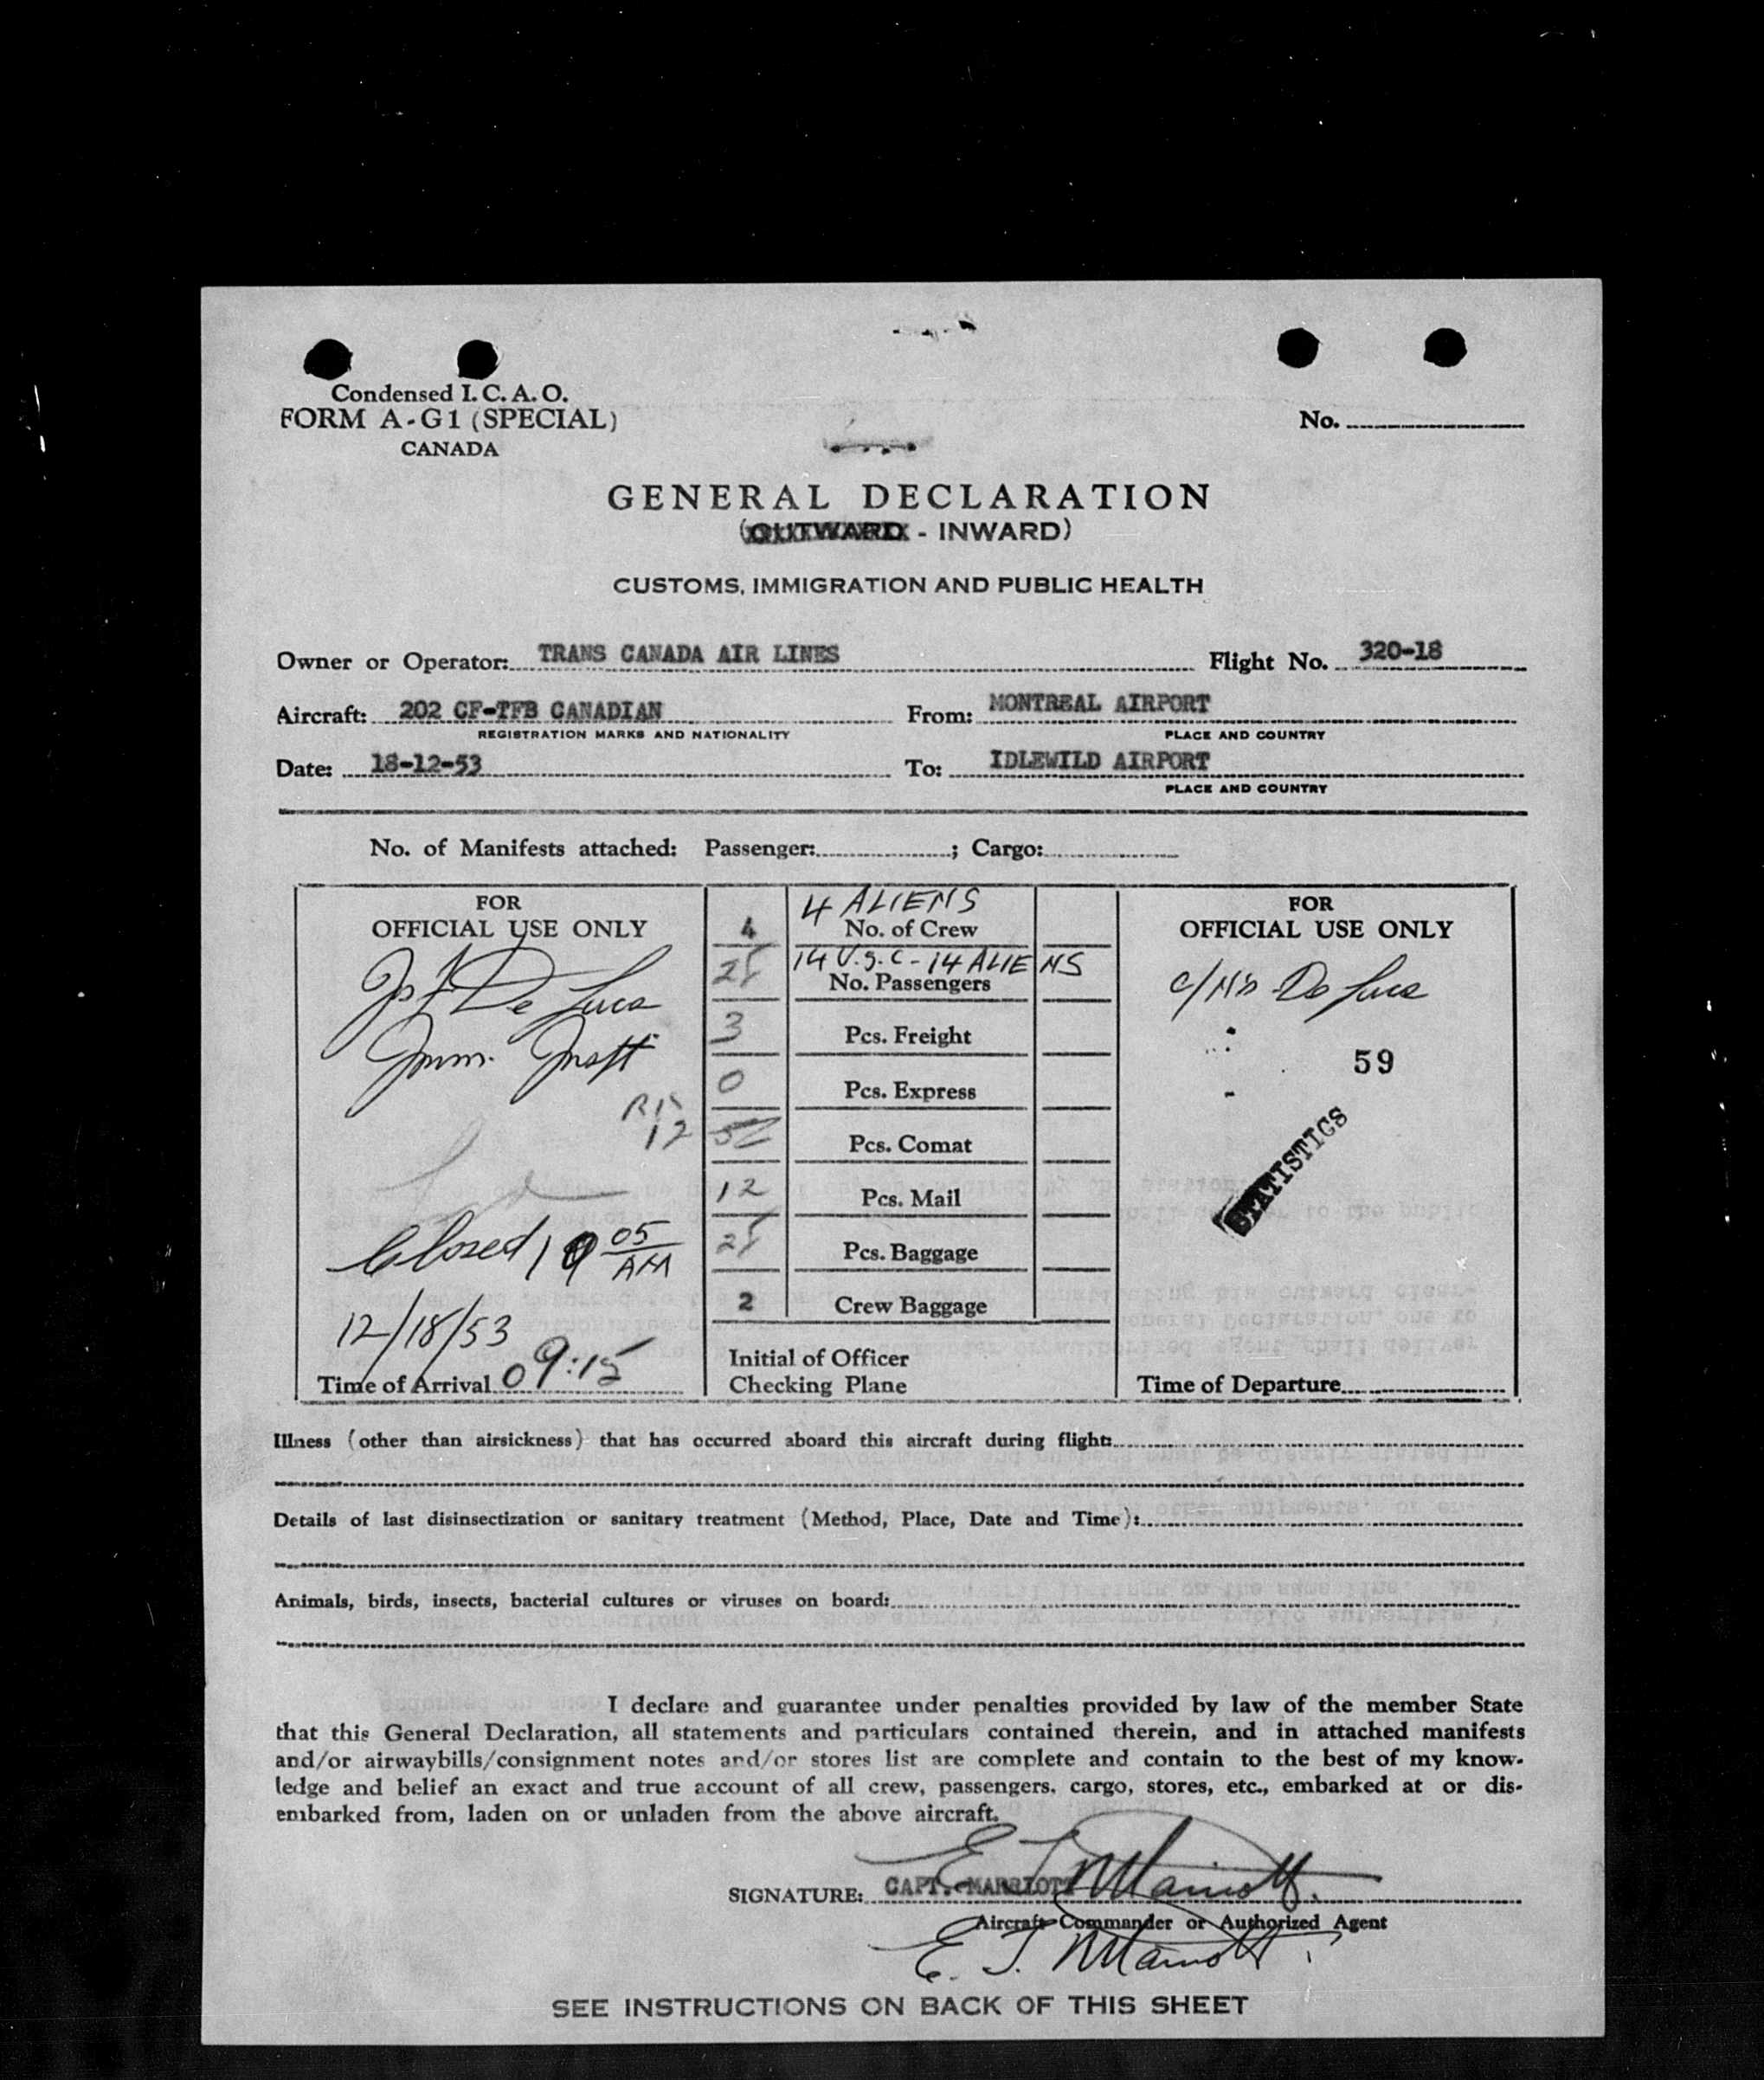 Condensed I. C. A. O.
FORM A-G1 (SPECIAL)
CANADA
No.
GENERAL DECLARATION
(OUTWARD - INWARD)
CUSTOMS, IMMIGRATION AND PUBLIC HEALTH
Owner or Operator: TRANS CANADA AIR LINES Flight No. 320-18
Aircraft: 202 CF-TFB CANADIAN From: MONTREAL AIRPORT
REGISTRATION MARKS AND NATIONALITY PLACE AND COUNTRY
Date: 18-12-53 To: IDLEWILD AIRPORT
PLACE AND COUNTRY
No. of Manifests attached: Passenger: ; Cargo:
FOR
OFFICIAL USE ONLY
De Luca
Imm.
12
Closed 9 05
AM
12/18/53
Time of Arrival 09:15
4 ALIENS
4 No. of Crew
14 U.S.C - 14 ALIENS
No. Passengers
3 Pcs. Freight
0 Pcs. Express
52 Pcs. Comat
12 Pcs. Mail
Pcs. Baggage
2 Crew Baggage
Initial of Officer
Checking Plane
FOR
OFFICIAL USE ONLY
De Luca
59
STATISTICS
Time of Departure
Illness (other than airsickness) that has occurred aboard this aircraft during flight:
Details of last disinsectization or sanitary treatment (Method, Place, Date and Time):
Animals, birds, insects, bacterial cultures or viruses on board:
I declare and guarantee under penalties provided by law of the member State
that this General Declaration, all statements and particulars contained therein, and in attached manifests
and/or airwaybills/consignment notes and/or stores list are complete and contain to the best of my know-
ledge and belief an exact and true account of all crew, passengers, cargo, stores, etc., embarked at or dis-
embarked from, laden on or unladen from the above aircraft.
SIGNATURE: CAPT. MARRIOTT
Aircraft Commander or Authorized Agent
E. J. Marriott
SEE INSTRUCTIONS ON BACK OF THIS SHEET